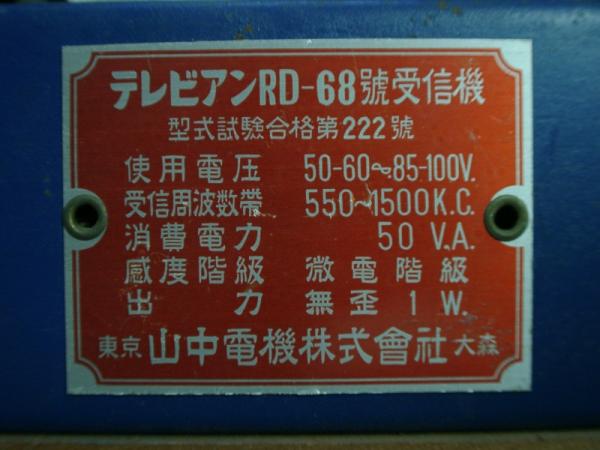 テレビアンRD-68號受信機
型式試驗合格第222號
使用電圧 50-60~85-100V.
受信周波数帯 550~1500K.C.
消費電力 50 V.A.
感度階級 微電階級
出力 無歪 1 W.
東京 山中電機株式會社 大森